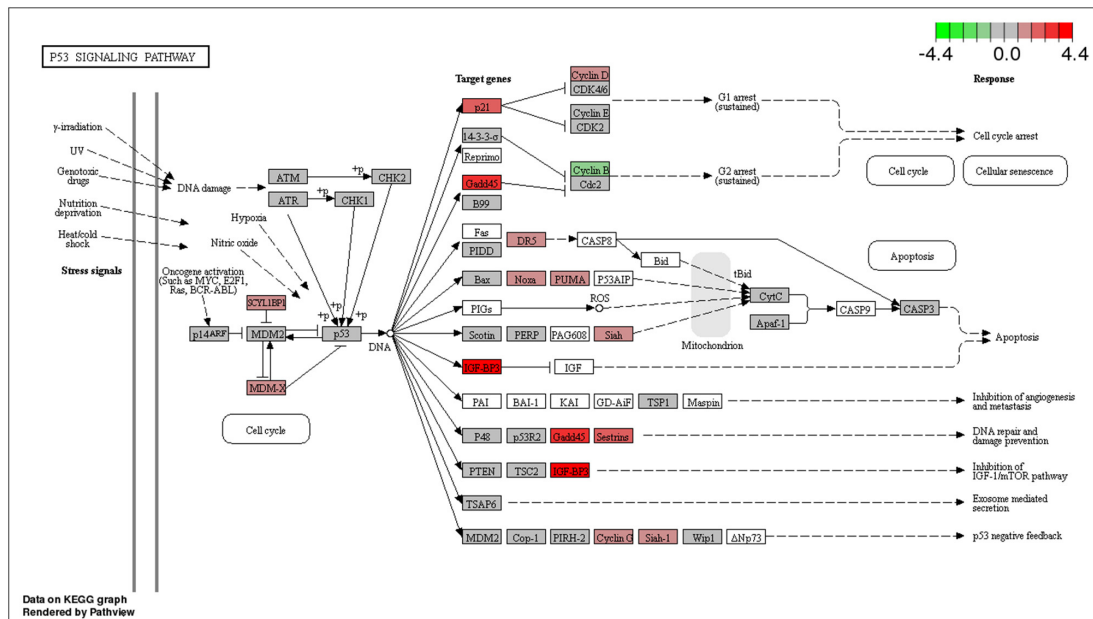 P53 SIGNALING PATHWAY
-4.4 0.0 4.4
Target genes
Response
Cyclin D
CDK4/6
p21
G1 arrest
(sustained)
Cyclin E
CDK2
γ-irradiation
UV
Genotoxic
drugs
Nutrition
deprivation
Heat/cold
shock
Stress signals
DNA damage
ATM
+p
CHK2
ATR
+p
CHK1
Hypoxia
Nitric oxide
Oncogene activation
(Such as MYC, E2F1,
Ras, BCR-ABL)
SCYL1BP1
+p
+p
+p
+p
p14ARF
MDM2
p53
DNA
MDM-X
Cell cycle
14-3-3-σ
Reprimo
Gadd45
B99
Cyclin B
Cdc2
G2 arrest
(sustained)
Cell cycle arrest
Cell cycle
Cellular senescence
Fas
PIDD
DR5
CASP8
Bid
tBid
Apoptosis
Bax
Noxa
PUMA
P53AIP
CytC
PIGs
ROS
CASP9
CASP3
Apaf-1
Scotin
PERP
PAG608
Siah
Mitochondrion
Apoptosis
IGF-BP3
IGF
PAI
BAI-1
KAI
GD-AiF
TSP1
Maspin
Inhibition of angiogenesis
and metastasis
P48
p53R2
Gadd45
Sestrins
DNA repair and
damage prevention
PTEN
TSC2
IGF-BP3
Inhibition of
IGF-1/mTOR pathway
TSAP6
Exosome mediated
secretion
MDM2
Cop-1
PIRH-2
Cyclin G
Siah-1
Wip1
ΔNp73
p53 negative feedback
Data on KEGG graph
Rendered by Pathview